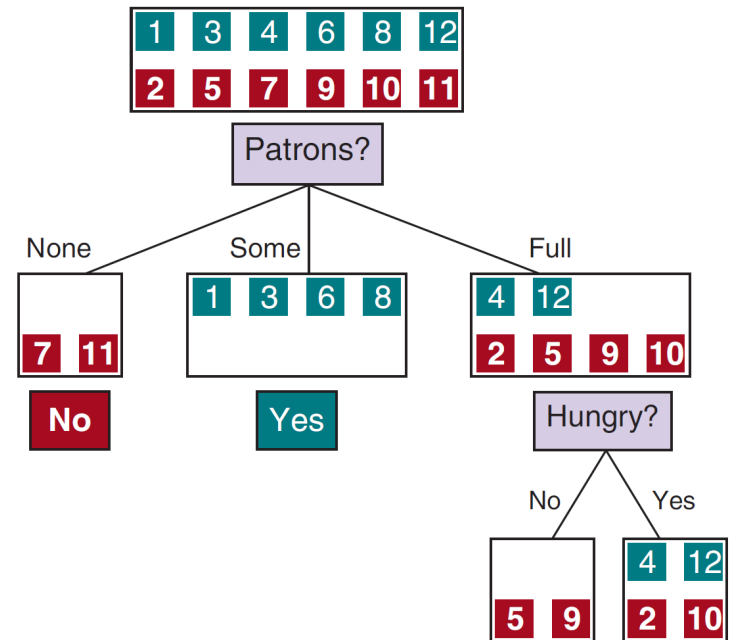 1 3 4 6 8 12
2 5 7 9 10 11
Patrons?
None Some Full
1 3 6 8 4 12
7 11 2 5 9 10
No Yes Hungry?
No Yes
4 12
5 9 2 10